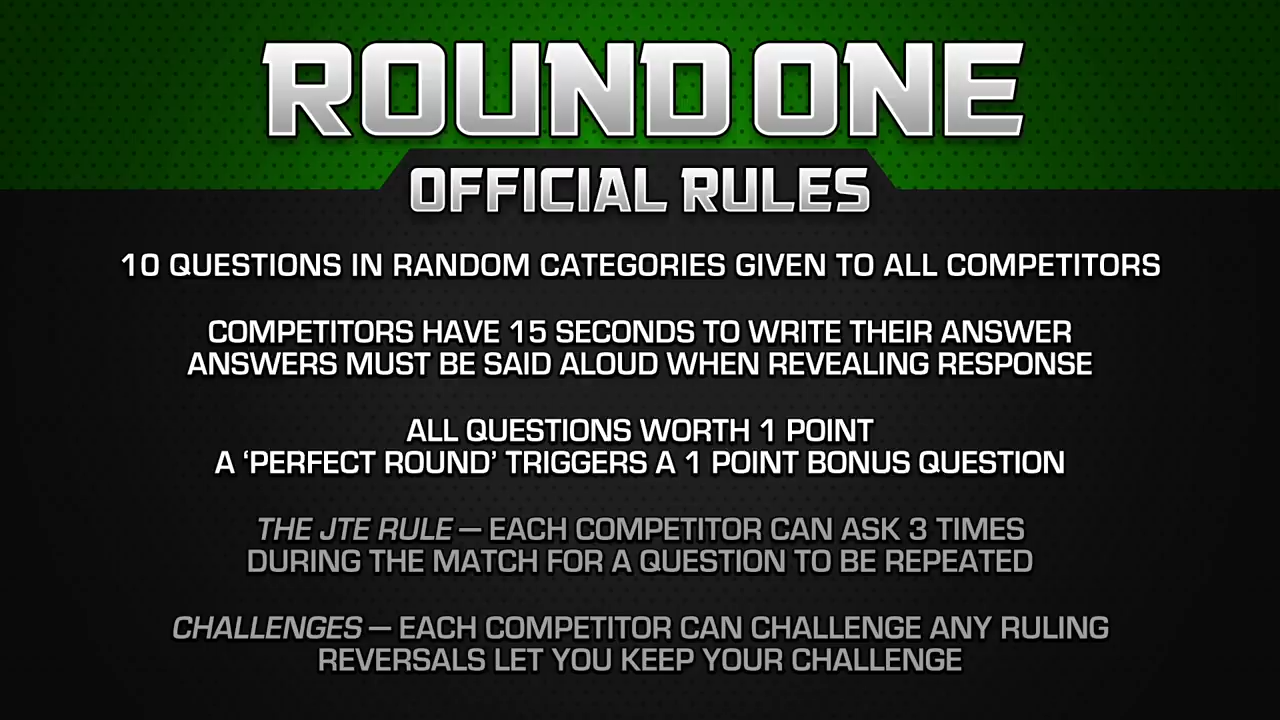 ROUND ONE
OFFICIAL RULES
10 QUESTIONS IN RANDOM CATEGORIES GIVEN TO ALL COMPETITORS
COMPETITORS HAVE 15 SECONDS TO WRITE THEIR ANSWER
ANSWERS MUST BE SAID ALOUD WHEN REVEALING RESPONSE
ALL QUESTIONS WORTH 1 POINT
A ‘PERFECT ROUND’ TRIGGERS A 1 POINT BONUS QUESTION
THE JTE RULE – EACH COMPETITOR CAN ASK 3 TIMES
DURING THE MATCH FOR A QUESTION TO BE REPEATED
CHALLENGES – EACH COMPETITOR CAN CHALLENGE ANY RULING
REVERSALS LET YOU KEEP YOUR CHALLENGE